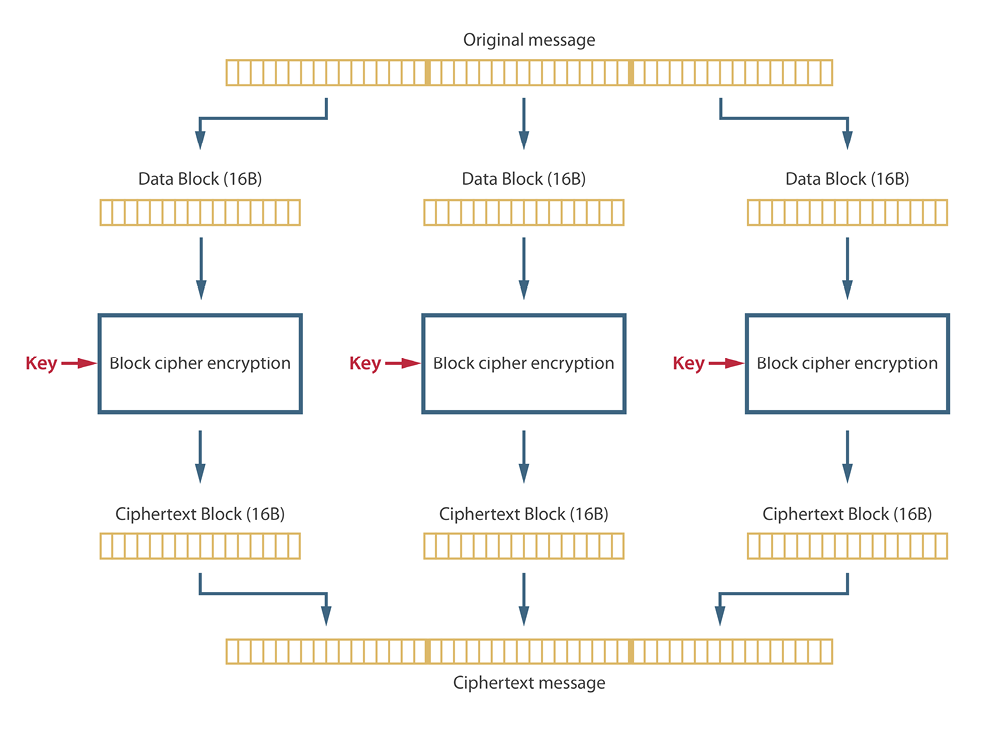 Original message
Data Block (16B)
Data Block (16B)
Data Block (16B)
Key
Block cipher encryption
Key
Block cipher encryption
Key
Block cipher encryption
Ciphertext Block (16B)
Ciphertext Block (16B)
Ciphertext Block (16B)
Ciphertext message